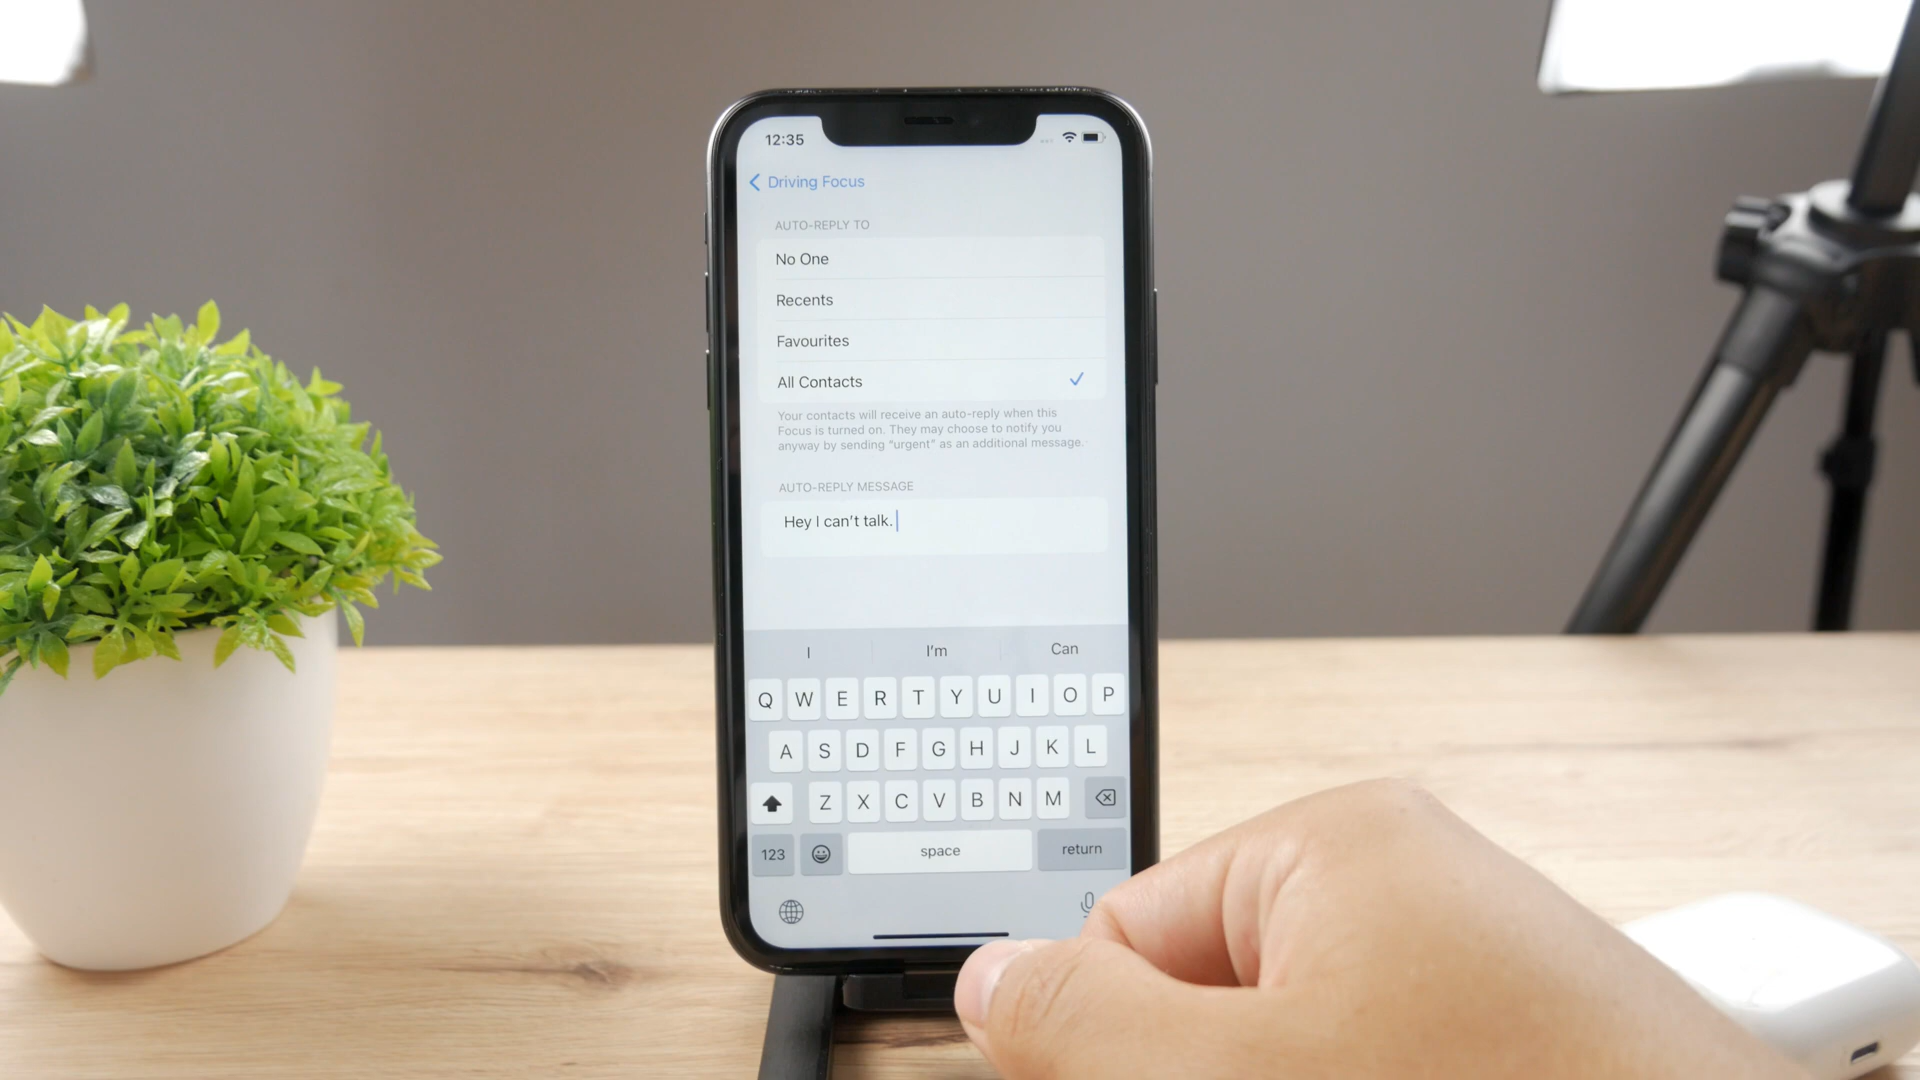 12:35
Driving Focus
AUTO-REPLY TO
No One
Recents
Favourites
All Contacts
Your contacts will receive an auto-reply when this
Focus is turned on. They may choose to notify you
anyway by sending “urgent” as an additional message.
AUTO-REPLY MESSAGE
Hey I can’t talk.
I I’m Can
Q W E R T Y U I O P
A S D F G H J K L
Z X C V B N M
123 space return